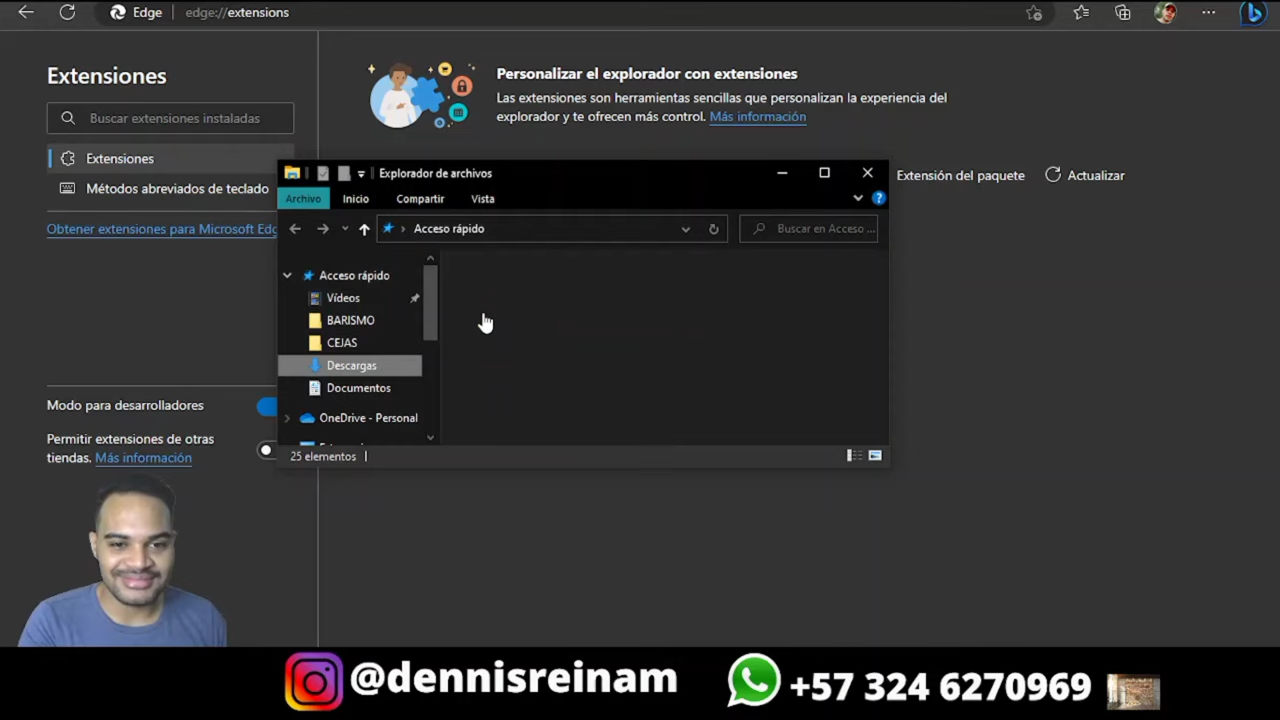 Edge
edge://extensions
Extensiones
Buscar extensiones instaladas
Extensiones
Métodos abreviados de teclado
Obtener extensiones para Microsoft Edg
Modo para desarrolladores
Permitir extensiones de otras
tiendas. Más información
Personalizar el explorador con extensiones
Las extensiones son herramientas sencillas que personalizan la experiencia del
explorador y te ofrecen más control. Más información
Extensión del paquete
Actualizar
Explorador de archivos
Archivo
Inicio
Compartir
Vista
Acceso rápido
Buscar en Acceso ...
Acceso rápido
Vídeos
BARISMO
CEJAS
Descargas
Documentos
OneDrive - Personal
25 elementos
@dennisreinam
+57 324 6270969